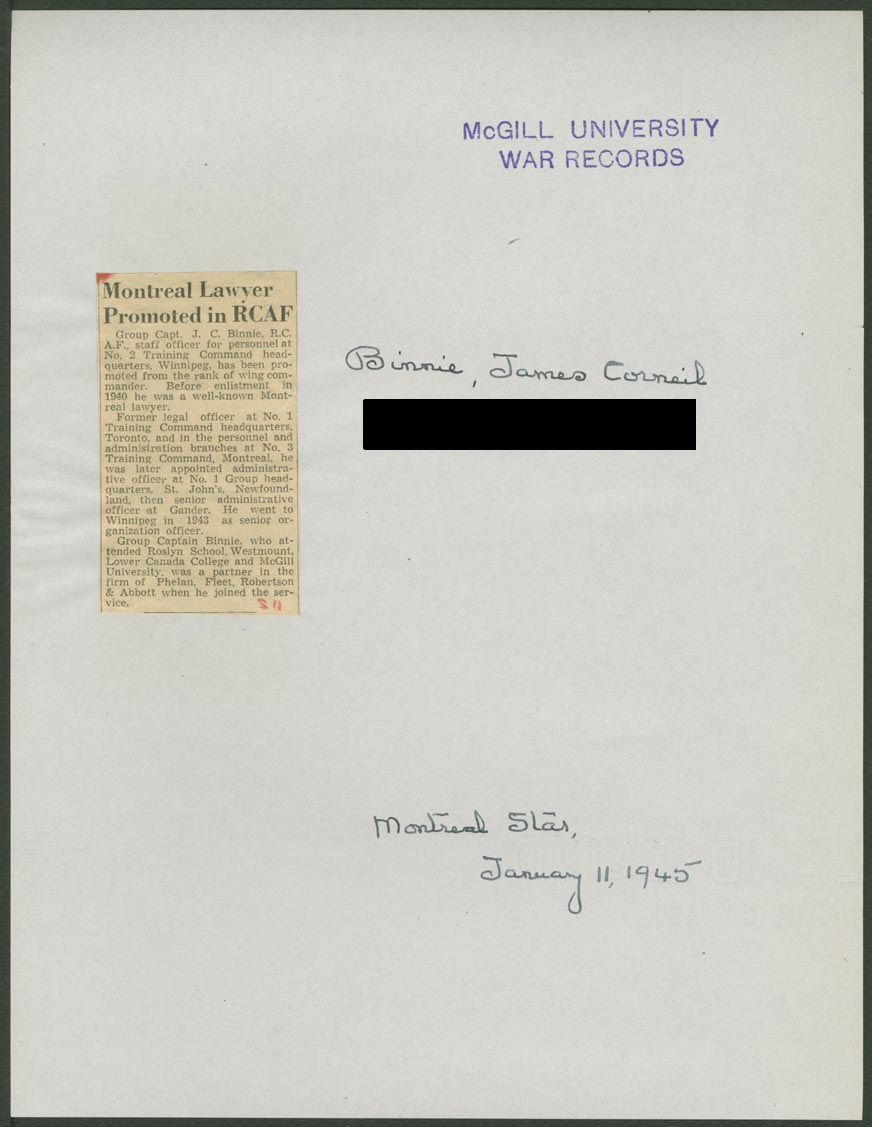 McGILL UNIVERSITY
WAR RECORDS
Montreal Lawyer
Promoted in RCAF
Group Capt. J. C. Binnie, R.C.
A.F., staff officer for personnel at
No. 2 Training Command head-
quarters, Winnipeg, has been pro-
moted from the rank of wing com-
mander. Before enlistment in
1940 he was a well-known Mont-
real lawyer.
Former legal officer at No. 1
Training Command headquarters,
Toronto, and in the personnel and
administration branches at No. 3
Training Command, Montreal, he
was later appointed administra-
tive officer at No. 1 Group head-
quarters, St. John's, Newfound-
land, then senior administrative
officer at Gander. He went to
Winnipeg in 1943 as senior or-
ganization officer.
Group Captain Binnie, who at-
tended Roslyn School, Westmount,
Lower Canada College and McGill
University, was a partner in the
firm of Phelan, Fleet, Robertson
& Abbott when he joined the ser-
vice.
Binnie, James Corneil
Montreal Star,
January 11, 1945